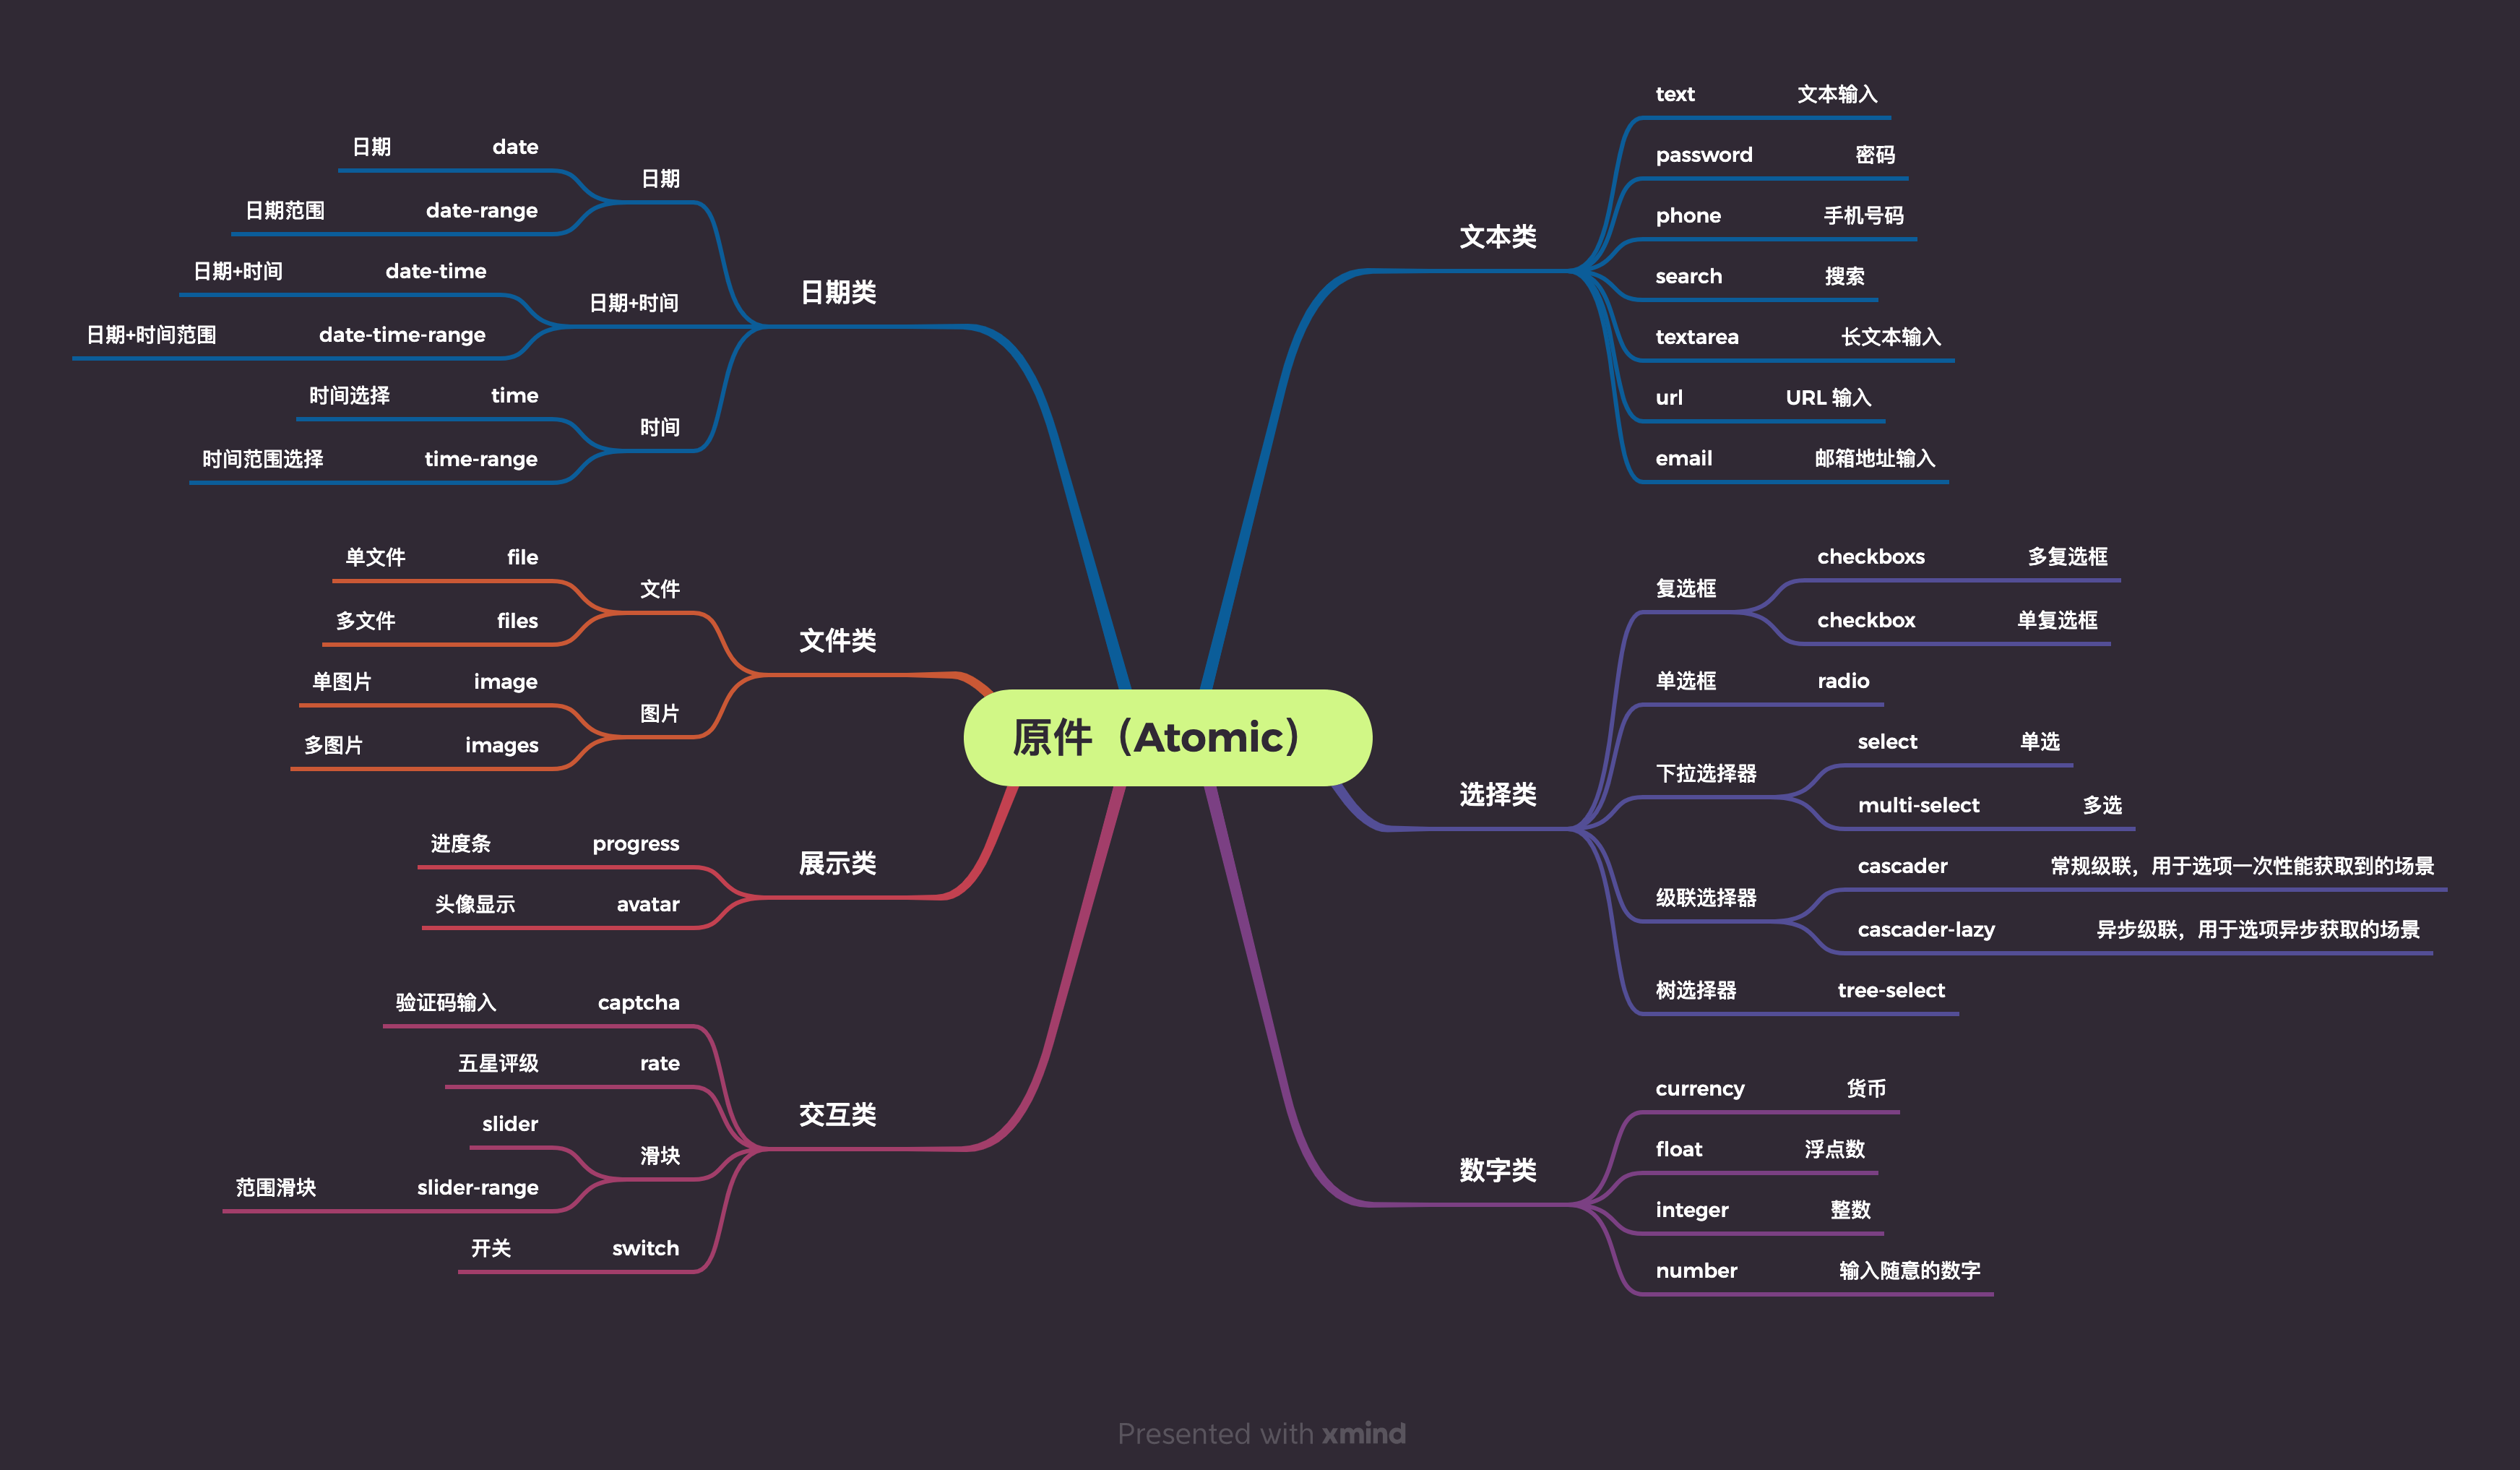 原件（Atomic）
文本类
text 文本输入
password 密码
phone 手机号码
search 搜索
textarea 长文本输入
url URL 输入
email 邮箱地址输入
选择类
复选框
checkboxs 多复选框
checkbox 单复选框
单选框 radio
下拉选择器
select 单选
multi-select 多选
级联选择器
cascader 常规级联，用于选项一次性能获取到的场景
cascader-lazy 异步级联，用于选项异步获取的场景
树选择器 tree-select
数字类
currency 货币
float 浮点数
integer 整数
number 输入随意的数字
日期类
日期
日期 date
日期范围 date-range
日期+时间
日期+时间 date-time
日期+时间范围 date-time-range
时间
时间选择 time
时间范围选择 time-range
文件类
文件
单文件 file
多文件 files
图片
单图片 image
多图片 images
展示类
进度条 progress
头像显示 avatar
交互类
验证码输入 captcha
五星评级 rate
滑块
slider
范围滑块 slider-range
开关 switch
Presented with xmind